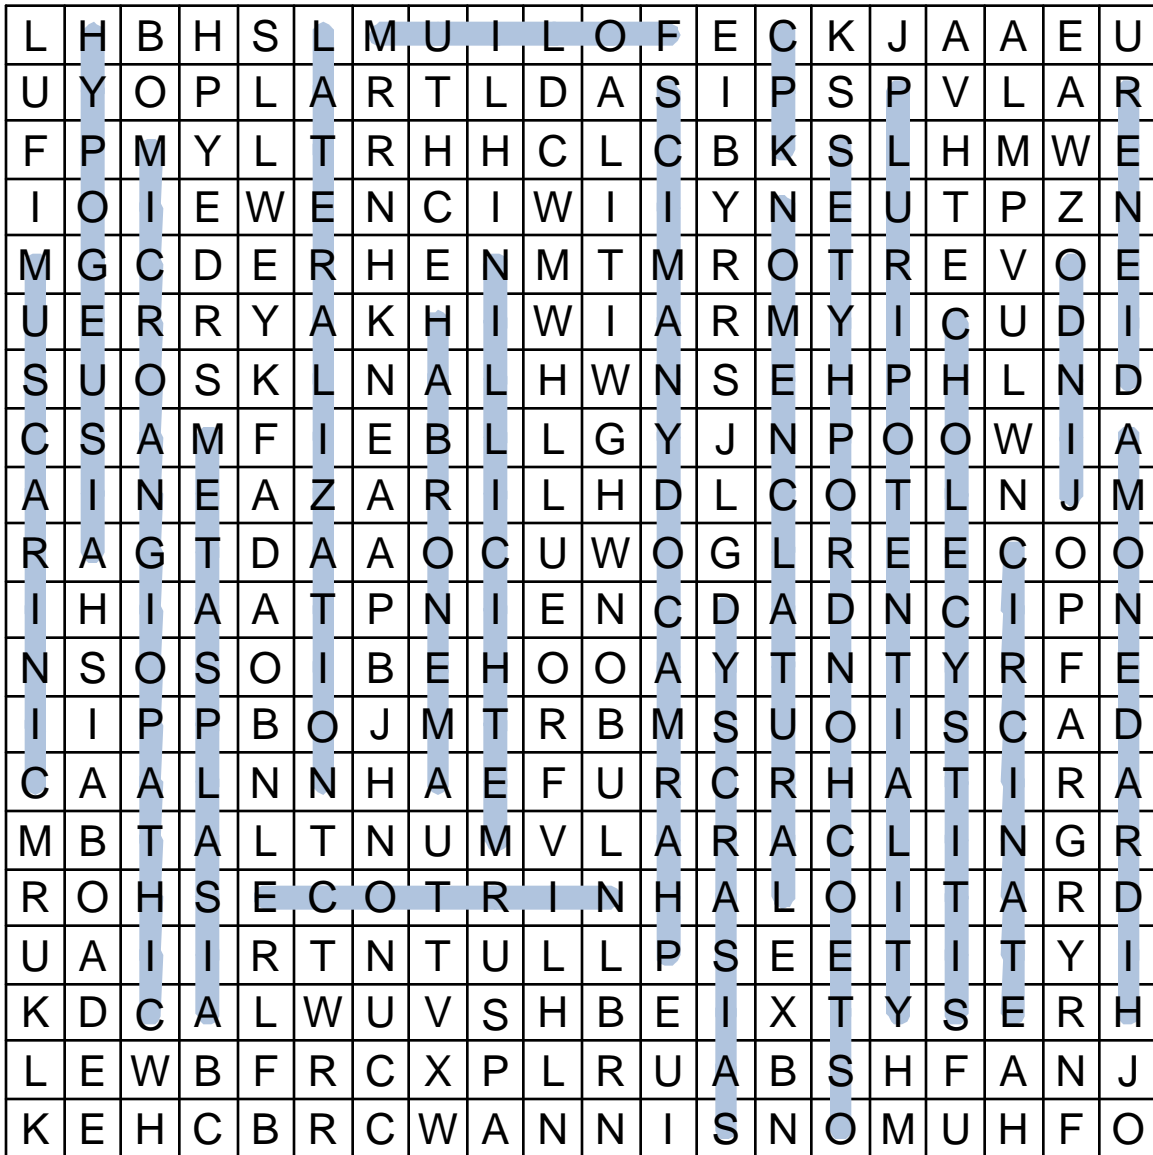 L H B H S L M U I L O F E C K J A A E U
U Y O P L A R T L D A S I P S P V L A R
F P M Y L T R H H C L C B K S L H M W E
I O I E W E N C I W I I Y N E U T P Z N
M G C D E R H E N M T M R O T R E V O E
U E R R Y A K H I W I A R M Y I C U D I
S U O S K L N A L H W N S E H P H L N D
C S A M F I E B L L G Y J N P O O W I A
A I N E A Z A R I L H D L C O T L N J M
R A G T D A A O C U W O G L R E E C O O
I H I A A T P N I E N C D A D N C I P N
N S O S O I B E H O O A Y T N T Y R F E
I I P P B O J M T R B M S U O I S C A D
C A A L N N H A E F U R C R H A T I R A
M B T A L T N U M V L A R A C L I N G R
R O H S E C O T R I N H A L O I T A R D
U A I I R T N T U L L P S E E T I T Y I
K D C A L W U V S H B E I X T Y S E R H
L E W B F R C X P L R U A B S H F A N J
K E H C B R C W A N N I S N O M U H F O